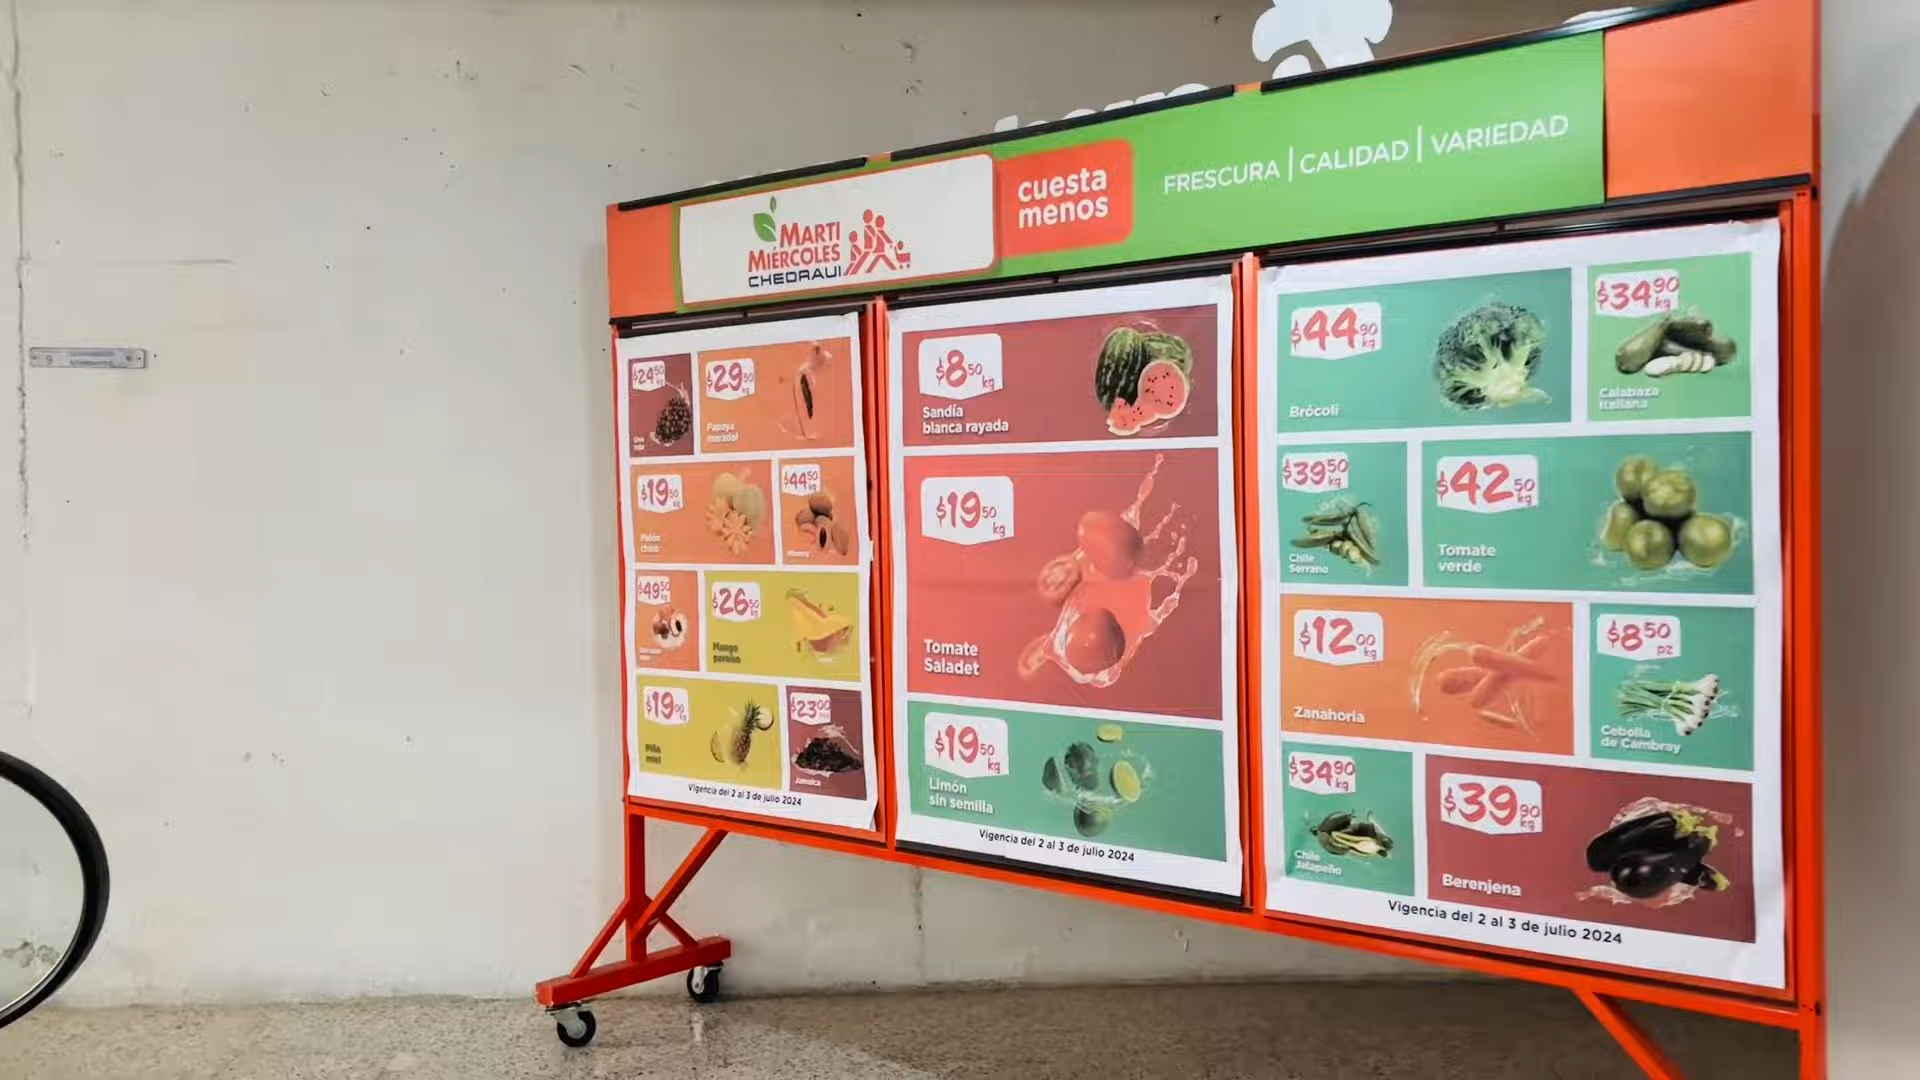 MARTI
MIÉRCOLES
CHEDRAUI
cuesta
menos
FRESCURA | CALIDAD | VARIEDAD
$24.50 kg
Uva
$29.50
Papaya
maradol
$19.50 kg
Melón
chino
$44.50 kg
Mamey
$49.50 kg
$26.50 kg
Mango
paraíso
$19.00 kg
Piña
miel
$23.00
Jamaica
Vigencia del 2 al 3 de julio 2024
$8.50 kg
Sandía
blanca rayada
$19.50 kg
Tomate
Saladet
$19.50 kg
Limón
sin semilla
Vigencia del 2 al 3 de julio 2024
$44.90 kg
Brócoli
$34.90 kg
Calabaza
Italiana
$39.50 kg
Chile
Serrano
$42.50 kg
Tomate
verde
$12.00 kg
Zanahoria
$8.50 pz
Cebolla
de Cambray
$34.90 kg
Chile
Jalapeño
$39.90 kg
Berenjena
Vigencia del 2 al 3 de julio 2024